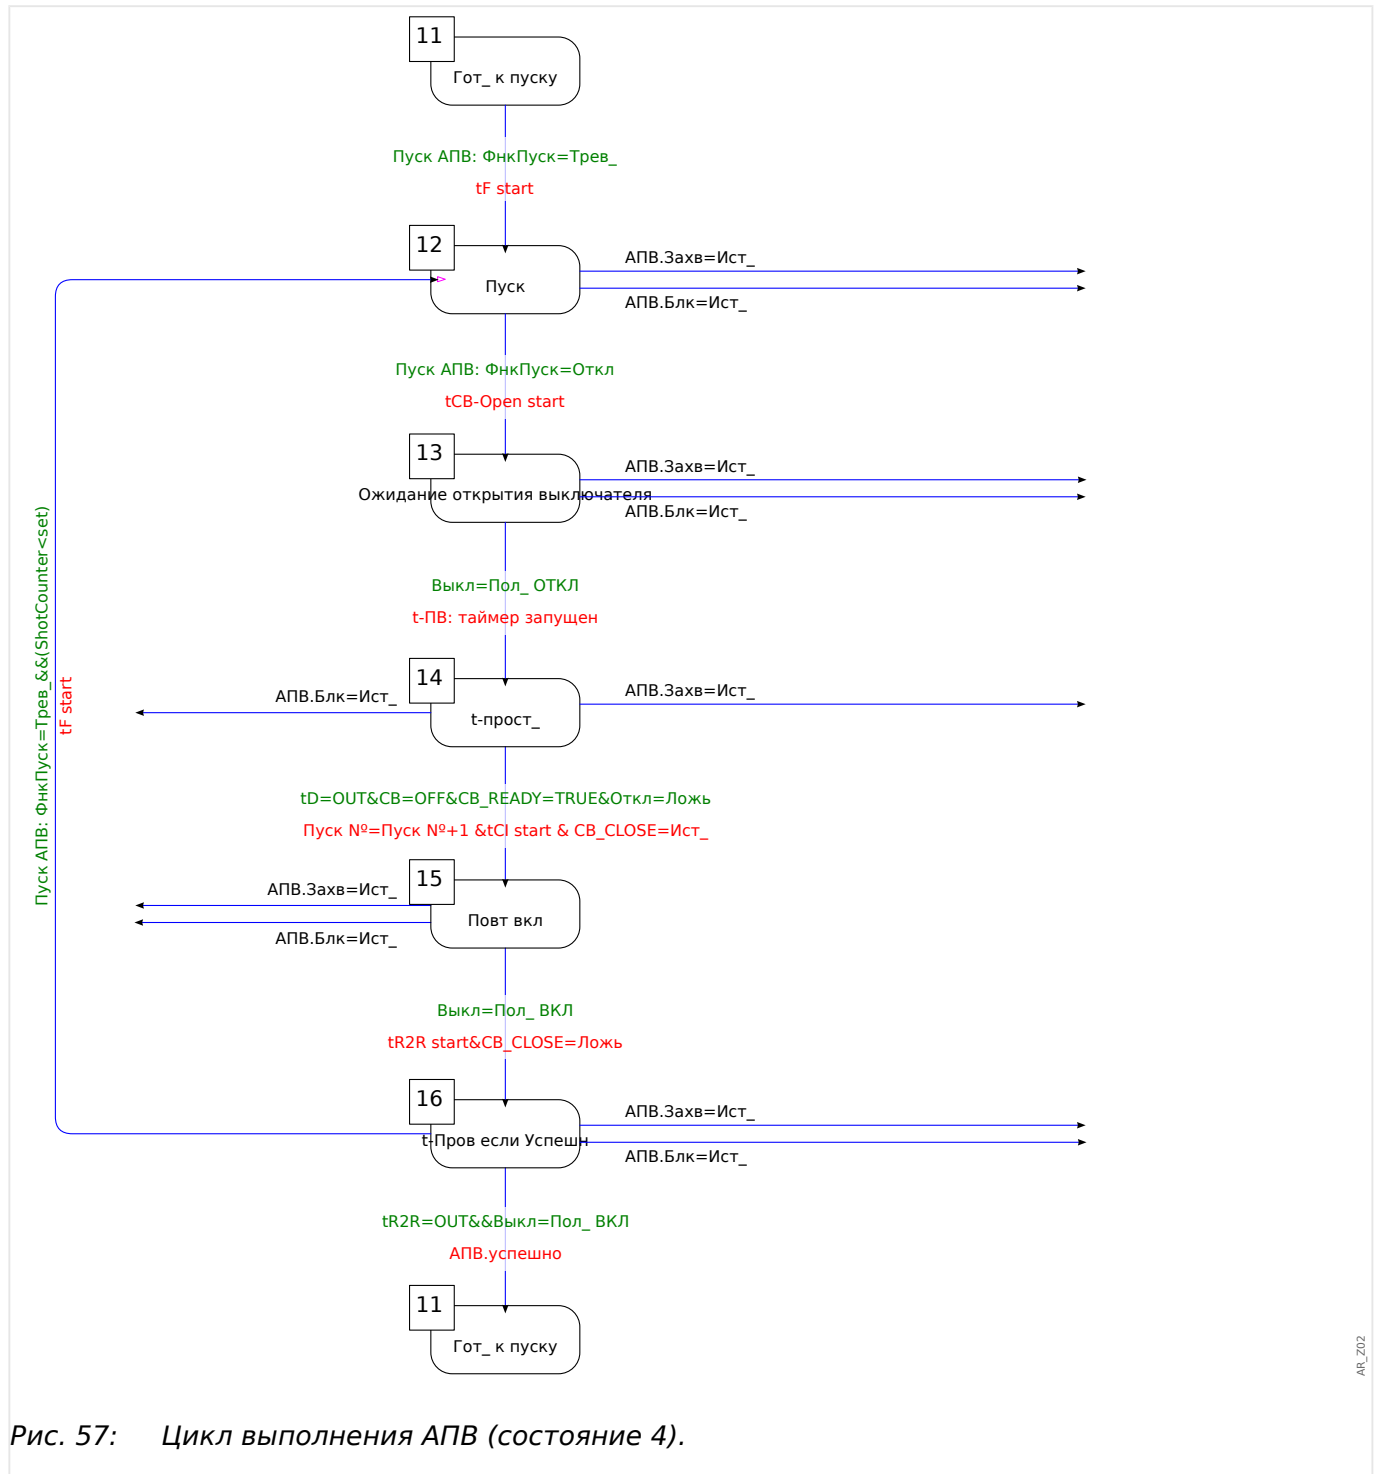 11
Гот_ к пуску
Пуск АПВ: ФнкПуск=Трев_
tF start
12
Пуск
АПВ.Захв=Ист_
АПВ.Блк=Ист_
Пуск АПВ: ФнкПуск=Откл
tCB-Open start
13
Ожидание открытия выключателя
АПВ.Захв=Ист_
АПВ.Блк=Ист_
Выкл=Пол_ ОТКЛ
t-ПВ: таймер запущен
14
t-прост_
АПВ.Блк=Ист_
АПВ.Захв=Ист_
Пуск АПВ: ФнкПуск=Трев_&&(ShotCounter<set)
tF start
tD=OUT&CB=OFF&CB_READY=TRUE&Откл=Ложь
Пуск №=Пуск №+1 &tCI start & CB_CLOSE=Ист_
15
Повт вкл
АПВ.Захв=Ист_
АПВ.Блк=Ист_
Выкл=Пол_ ВКЛ
tR2R start&CB_CLOSE=Ложь
16
t-Пров если Успешн
АПВ.Захв=Ист_
АПВ.Блк=Ист_
tR2R=OUT&&Выкл=Пол_ ВКЛ
АПВ.успешно
11
Гот_ к пуску
AR_Z02
Рис. 57: Цикл выполнения АПВ (состояние 4).